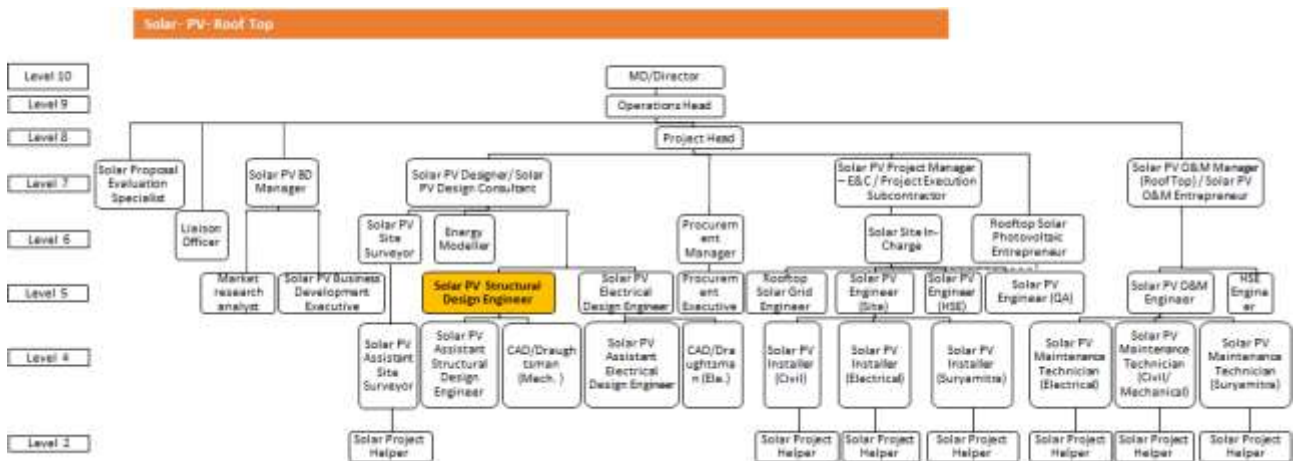 Solar- PV- Roof Top
Level 10
MD/Director
Level 9
Operations Head
Level 8
Project Head
Level 7
Solar Proposal
Evaluation
Specialist
Solar PV BD
Manager
Solar PV Designer/ Solar
PV Design Consultant
Solar PV Project Manager
– E&C / Project Execution
Subcontractor
Solar PV O&M Manager
(Roof Top) / Solar PV
O&M Entrepreneur
Level 6
Liaison
Officer
Solar PV
Site
Surveyor
Energy
Modeller
Procurem
ent
Manager
Solar Site In-
Charge
Rooftop Solar
Photovoltaic
Entrepreneur
Level 5
Market
research
analyst
Solar PV Business
Development
Executive
Solar PV Structural
Design Engineer
Solar PV
Electrical
Design Engineer
Procurem
ent
Executive
Rooftop
Solar Grid
Engineer
Solar PV
Engineer
(Site)
Solar PV
Engineer
(HSE)
Solar PV
Engineer (QA)
Solar PV O&M
Engineer
HSE
Engine
er
Level 4
Solar PV
Assistant
Site
Surveyor
Solar PV
Assistant
Structural
Design
Engineer
CAD/Draugh
tsman
(Mech. )
Solar PV
Assistant
Electrical
Design Engineer
CAD/Dra
ughtsma
n (Ele.)
Solar PV
Installer
(Civil)
Solar PV
Installer
(Electrical)
Solar PV
Installer
(Suryamitra)
Solar PV
Maintenance
Technician
(Electrical)
Solar PV
Maintenance
Technician
(Civil/
Mechanical)
Solar PV
Maintenance
Technician
(Suryamitra)
Level 2
Solar Project
Helper
Solar Project
Helper
Solar Project
Helper
Solar Project
Helper
Solar Project
Helper
Solar Project
Helper
Solar Project
Helper